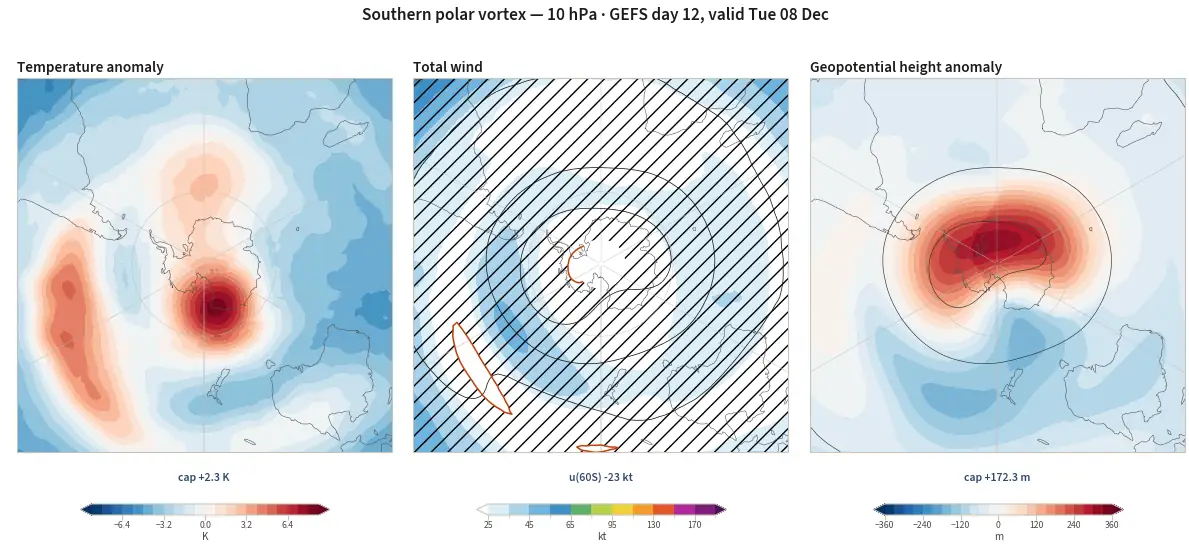 Southern polar vortex — 10 hPa · GEFS day 12, valid Tue 08 Dec
Temperature anomaly
Total wind
Geopotential height anomaly
cap +2.3 K
u(60S) -23 kt
cap +172.3 m
−6.4 −3.2 0.0 3.2 6.4
K
25 45 65 95 130 170
kt
−360 −240 −120 0 120 240 360
m